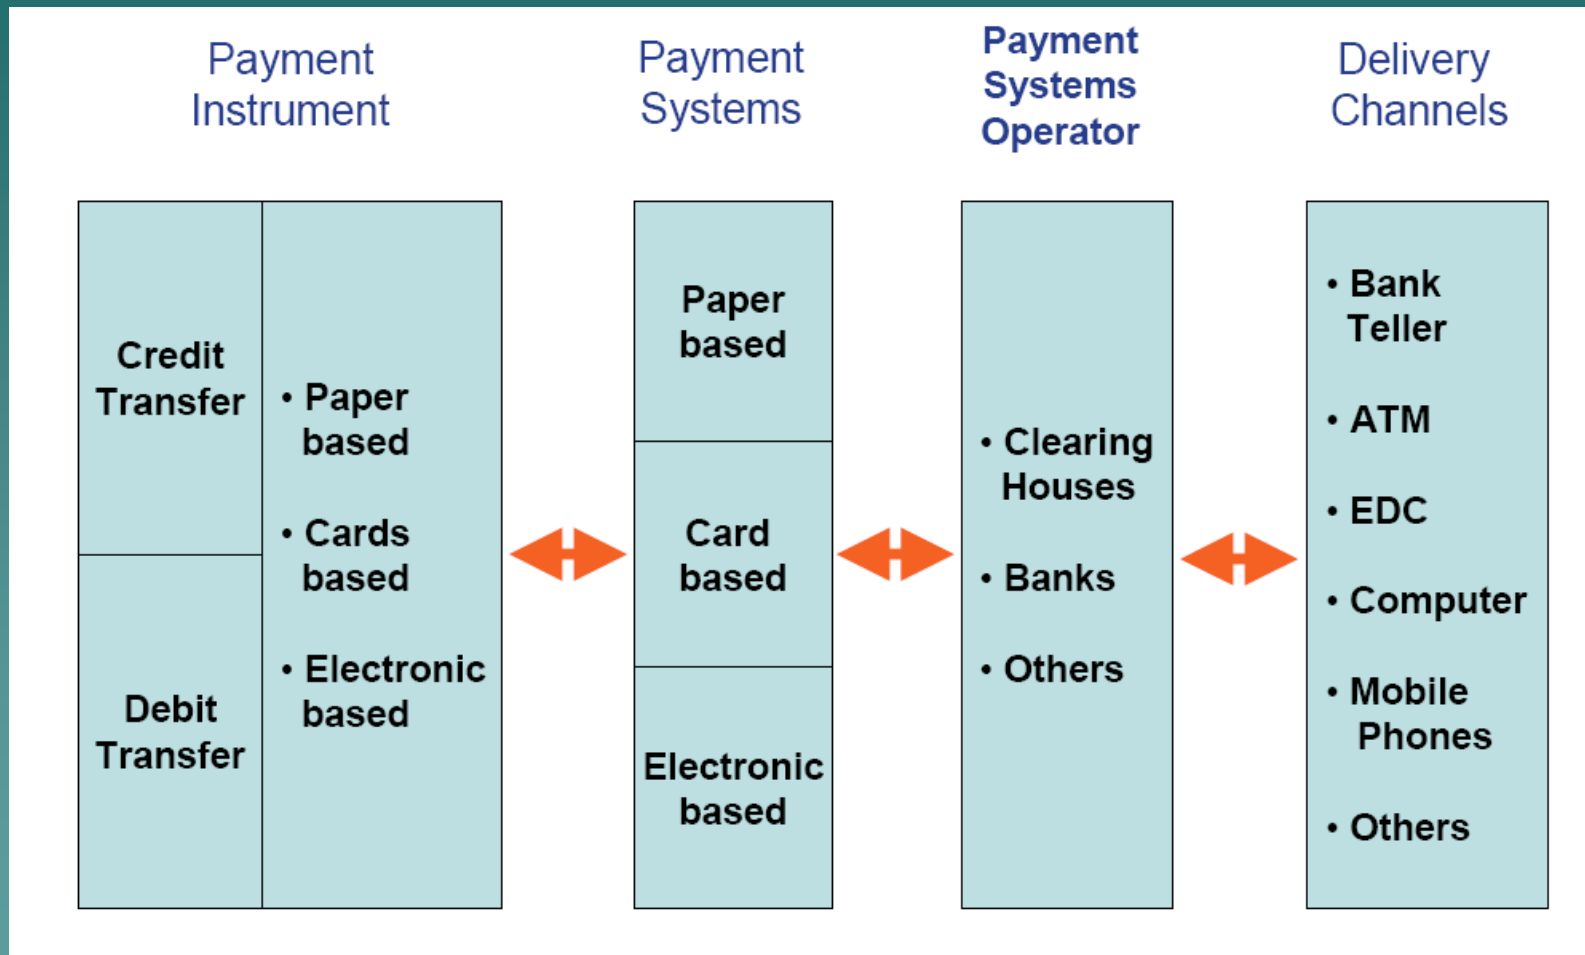 Payment
Instrument
Payment
Systems
Payment
Systems
Operator
Delivery
Channels
Credit
Transfer
Debit
Transfer
• Paper
based
• Cards
based
• Electronic
based
Paper
based
Card
based
Electronic
based
• Clearing
Houses
• Banks
• Others
• Bank
Teller
• ATM
• EDC
• Computer
• Mobile
Phones
• Others